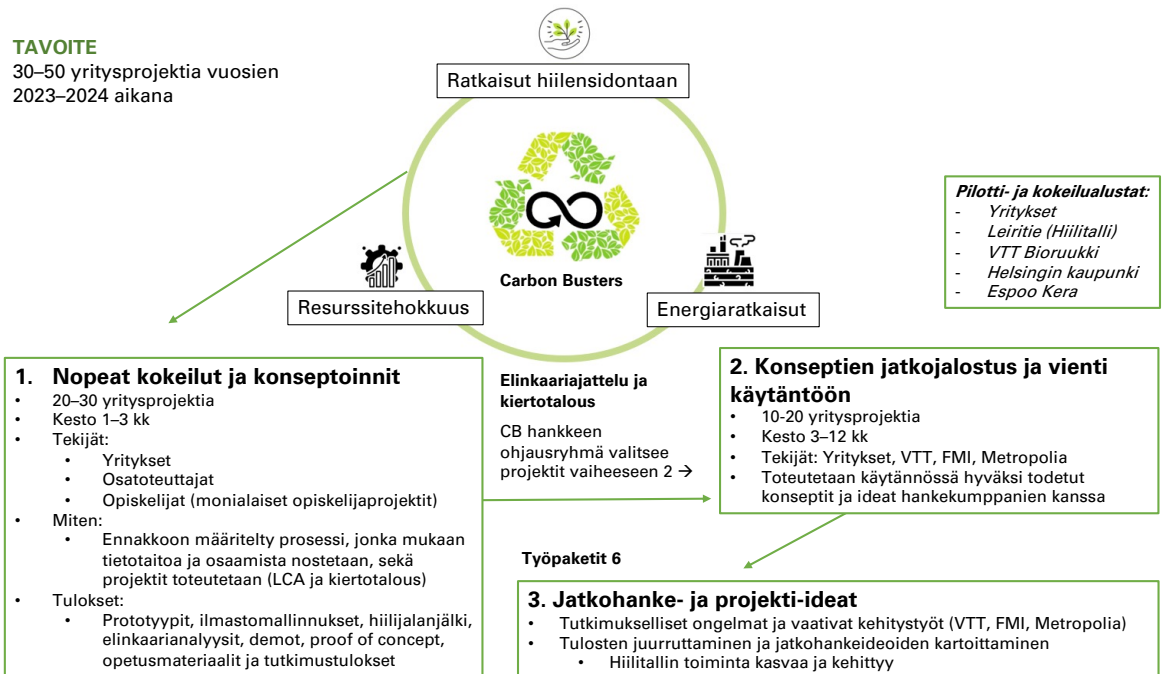 TAVOITE
30–50 yritysprojektia vuosien
2023–2024 aikana
Ratkaisut hiilensidontaan
Carbon Busters
Resurssitehokkuus
Energiaratkaisut
Pilotti- ja kokeilualustat:
- Yritykset
- Leiritie (Hiilitalli)
- VTT Bioruukki
- Helsingin kaupunki
- Espoo Kera
1. Nopeat kokeilut ja konseptoinnit
• 20–30 yritysprojektia
• Kesto 1–3 kk
• Tekijät:
• Yritykset
• Osatoteuttajat
• Opiskelijat (monialaiset opiskelijaprojektit)
• Miten:
• Ennakkoon määritelty prosessi, jonka mukaan
tietotaitoa ja osaamista nostetaan, sekä
projektit toteutetaan (LCA ja kiertotalous)
• Tulokset:
• Prototyypit, ilmastomallinnukset, hiilijalanjälki,
elinkaarianalyysit, demot, proof of concept,
opetusmateriaalit ja tutkimustulokset
Elinkaariajattelu ja
kiertotalous
CB hankkeen
ohjausryhmä valitsee
projektit vaiheeseen 2 →
2. Konseptien jatkojalostus ja vienti
käytäntöön
• 10-20 yritysprojektia
• Kesto 3–12 kk
• Tekijät: Yritykset, VTT, FMI, Metropolia
• Toteutetaan käytännössä hyväksi todetut
konseptit ja ideat hankekumppanien kanssa
Työpaketit 6
3. Jatkohanke- ja projekti-ideat
• Tutkimukselliset ongelmat ja vaativat kehitystyöt (VTT, FMI, Metropolia)
• Tulosten juurruttaminen ja jatkohankeideoiden kartoittaminen
• Hiilitallin toiminta kasvaa ja kehittyy